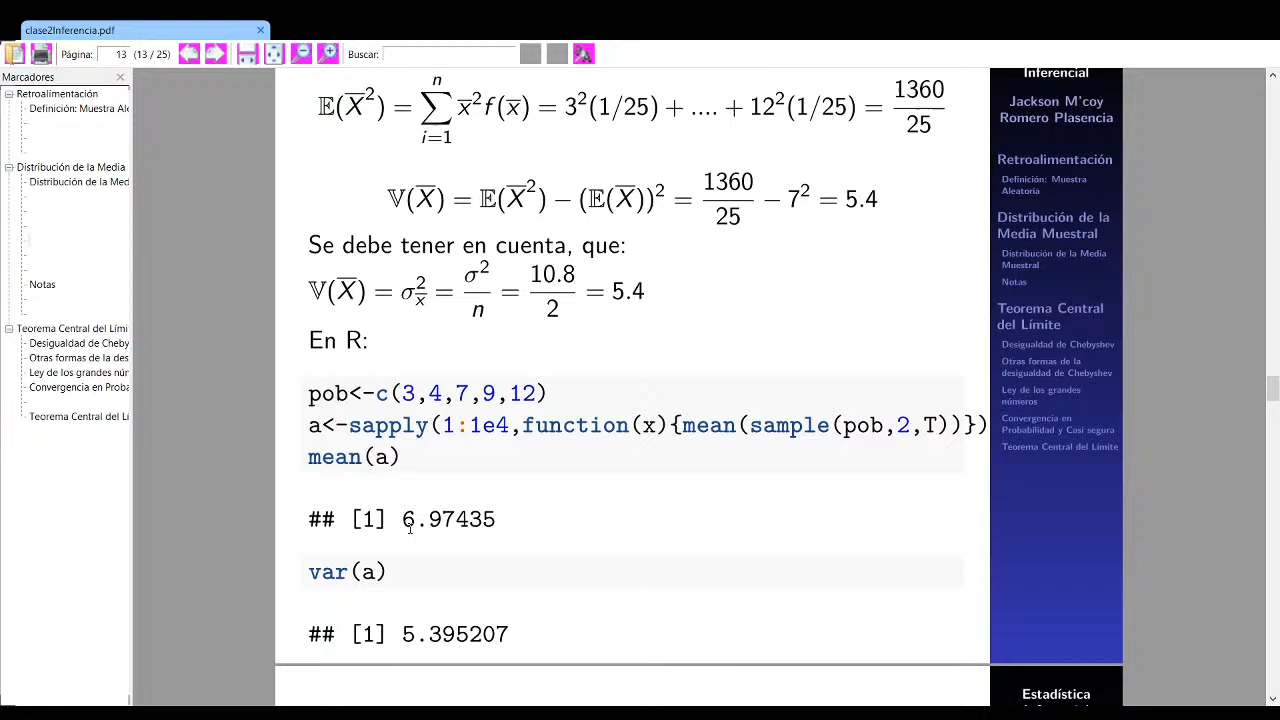 clase2Inferencia.pdf
Página: 13 (13 / 25) Buscar:
Marcadores
Retroalimentación
Definición: Muestra Ale
Distribución de la Med
Distribución de la Med
Notas
Teorema Central del Lími
Desigualdad de Chebyshe
Otras formas de la des
Ley de los grandes nú
Convergencia en Proba
Teorema Central del Lí
𝔼(X̅²) = ∑ⁿᵢ₌₁ x̅²f(x̅) = 3²(1/25) + .... + 12²(1/25) = 1360/25
𝕍(X̅) = 𝔼(X̅²) − (𝔼(X̅))² = 1360/25 − 7² = 5.4
Se debe tener en cuenta, que:
𝕍(X̅) = σ²x̅ = σ²/n = 10.8/2 = 5.4
En R:
pob<-c(3,4,7,9,12)
a<-sapply(1:1e4,function(x){mean(sample(pob,2,T))})
mean(a)
## [1] 6.97435
var(a)
## [1] 5.395207
Inferencial
Jackson M'coy
Romero Plasencia
Retroalimentación
Definición: Muestra
Aleatoria
Distribución de la
Media Muestral
Distribución de la Media
Muestral
Notas
Teorema Central
del Límite
Desigualdad de Chebyshev
Otras formas de la
desigualdad de Chebyshev
Ley de los grandes
números
Convergencia en
Probabilidad y Casi segura
Teorema Central del Límite
Estadística